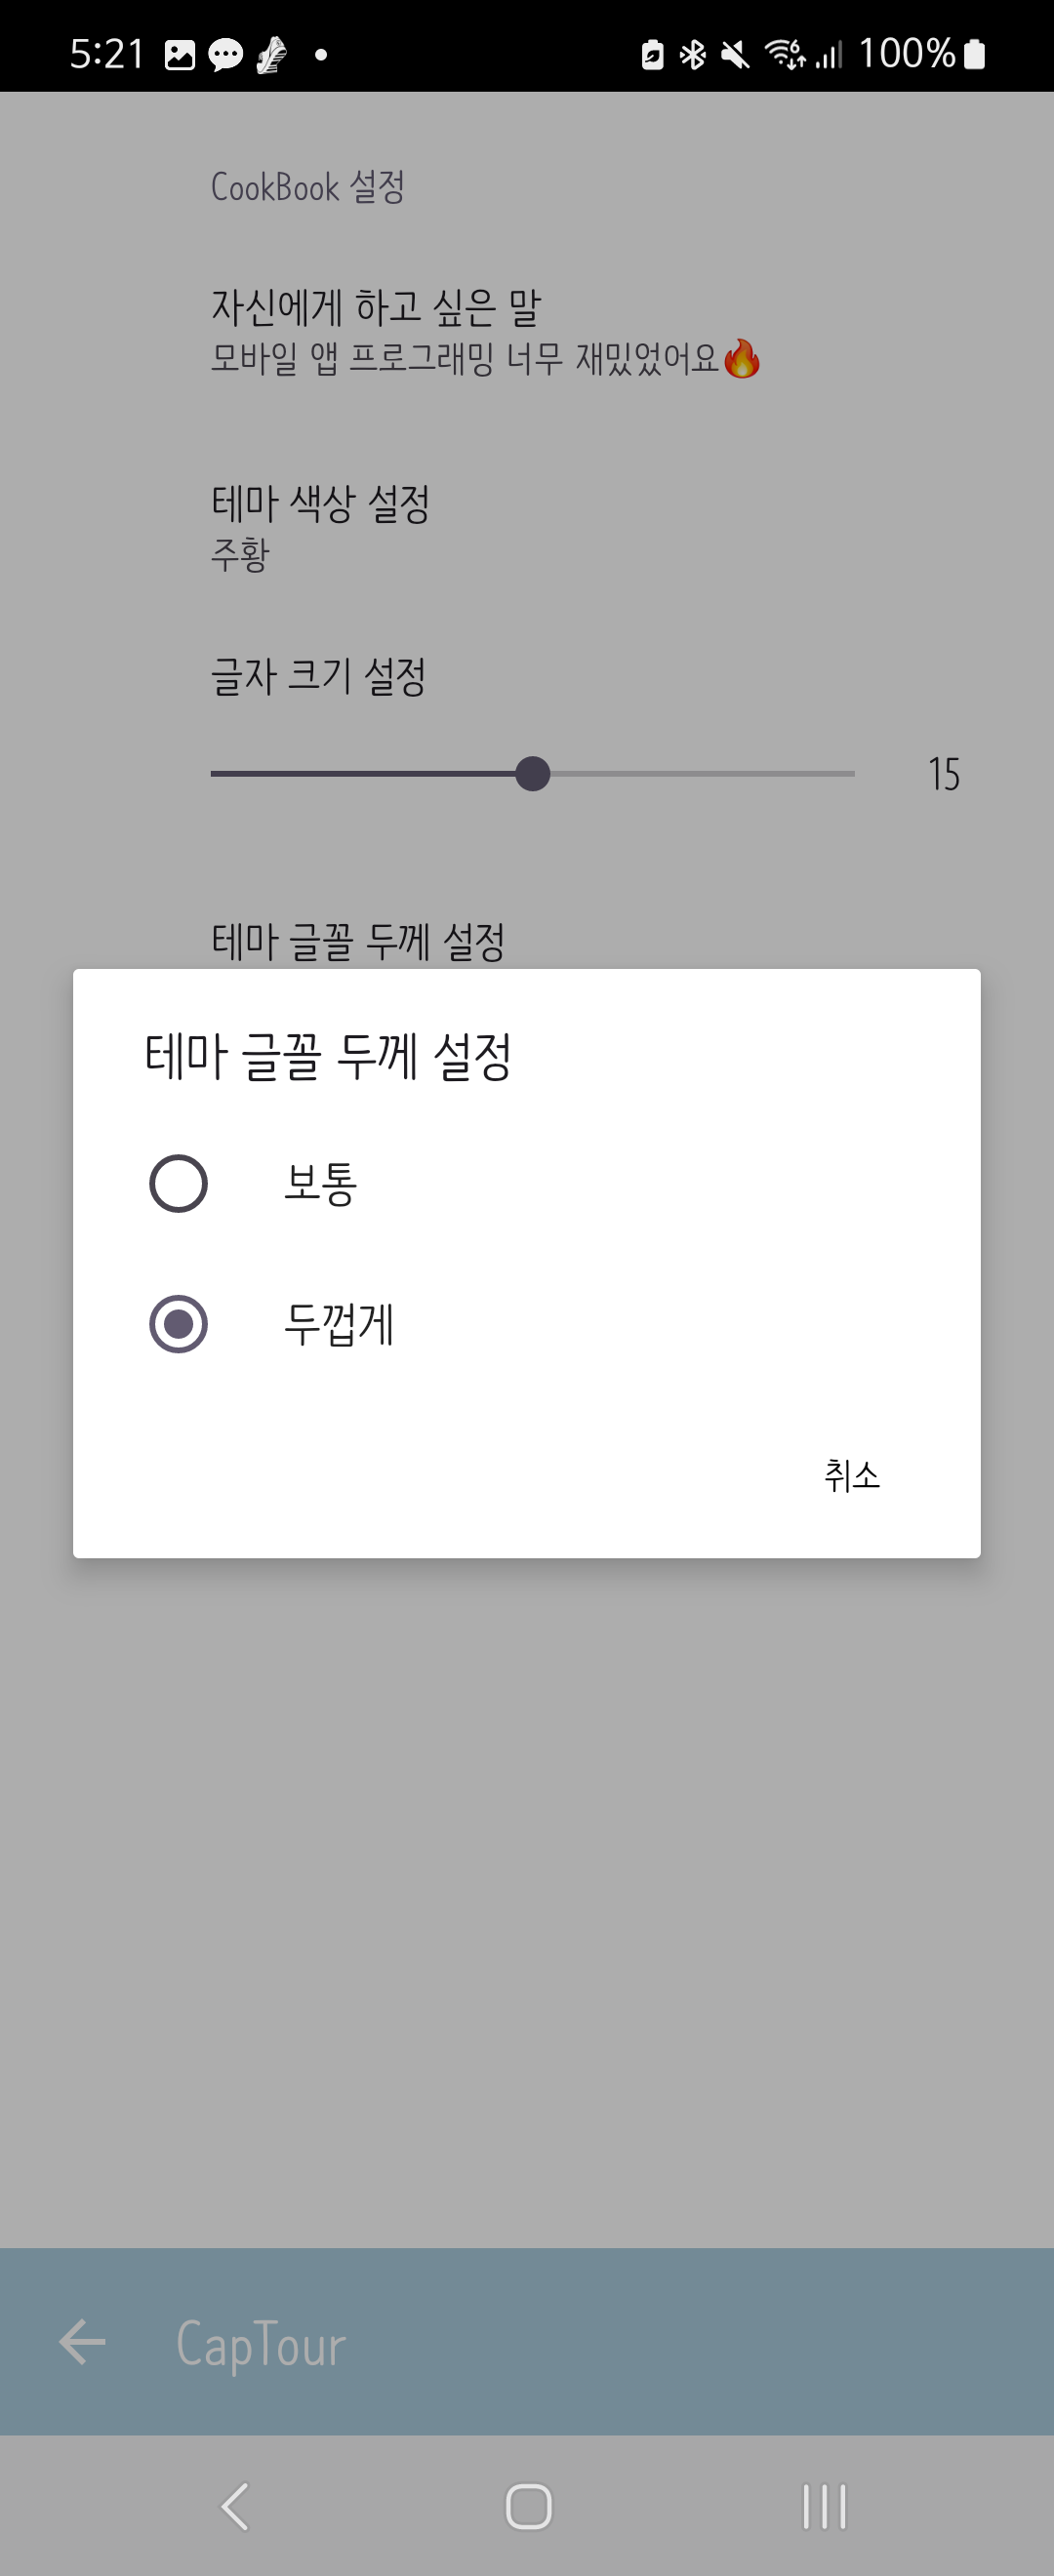 5:21 100%
CookBook 설정
자신에게 하고 싶은 말
모바일 앱 프로그래밍 너무 재밌었어요🔥
테마 색상 설정
주황
글자 크기 설정
15
테마 글꼴 두께 설정
테마 글꼴 두께 설정
보통
두껍게
취소
CapTour